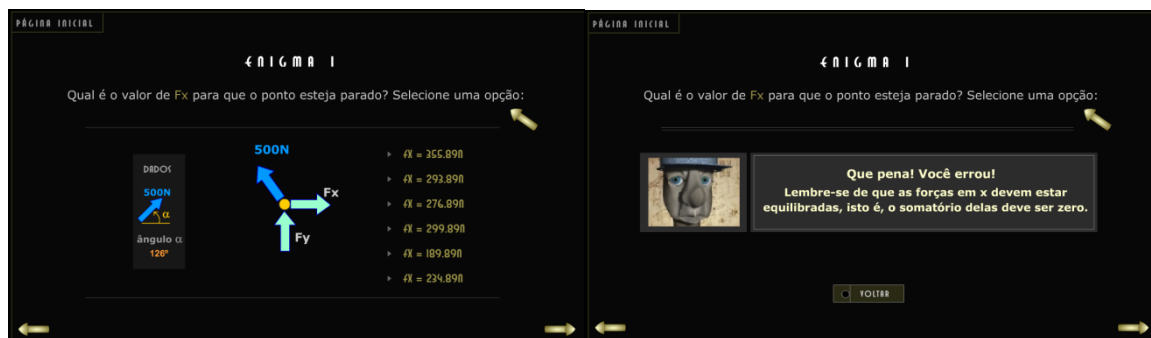 PÁGINA INICIAL
ENIGMA I
Qual é o valor de Fx para que o ponto esteja parado? Selecione uma opção:
DADOS
500N
α
ângulo α
126º
500N
Fx
Fy
FX = 355.89N
FX = 293.89N
FX = 276.89N
FX = 299.89N
FX = 189.89N
FX = 234.89N
PÁGINA INICIAL
ENIGMA I
Qual é o valor de Fx para que o ponto esteja parado? Selecione uma opção:
Que pena! Você errou!
Lembre-se de que as forças em x devem estar
equilibradas, isto é, o somatório delas deve ser zero.
VOLTAR